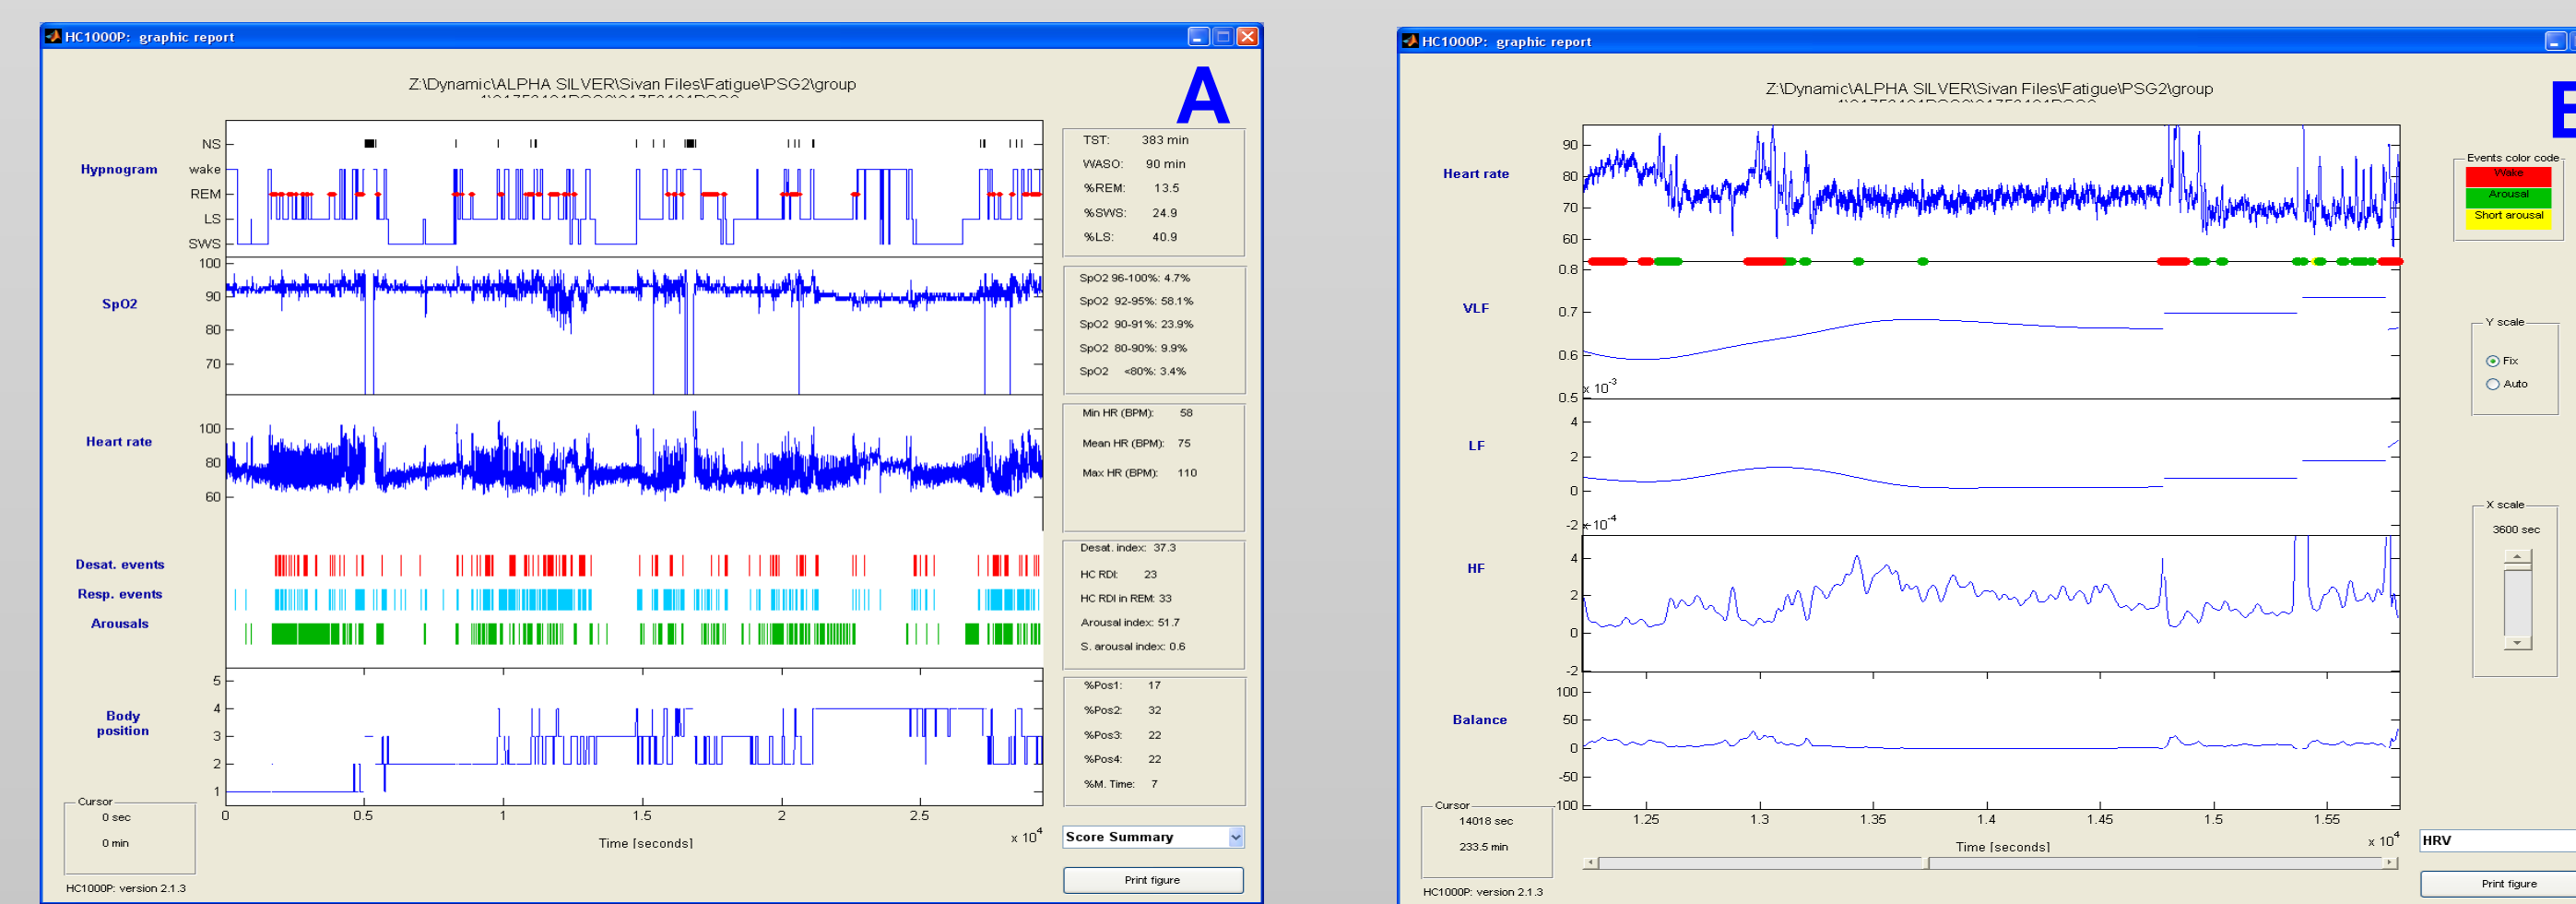 HC1000P: graphic report
A
Z:\Dynamic\ALPHA SILVER\Sivan Files\Fatigue\PSG2\group
Hypnogram
NS
wake
REM
LS
SWS
TST: 383 min
WASO: 90 min
%REM: 13.5
%SWS: 24.9
%LS: 40.9
SpO2
100
90
80
70
SpO2 96-100%: 4.7%
SpO2 92-95%: 58.1%
SpO2 90-91%: 23.9%
SpO2 80-90%: 9.9%
SpO2 <80%: 3.4%
Heart rate
100
80
60
Min HR (BPM): 58
Mean HR (BPM): 75
Max HR (BPM): 110
Desat. events
Resp. events
Arousals
Desat. index: 37.3
HC RDI: 23
HC RDI in REM: 33
Arousal index: 51.7
S. arousal index: 0.6
Body
position
5
4
3
2
1
%Pos1: 17
%Pos2: 32
%Pos3: 22
%Pos4: 22
%M. Time: 7
0 0.5 1 1.5 2 2.5
x 10^4
Time [seconds]
Cursor
0 sec
0 min
Score Summary
Print figure
HC1000P: version 2.1.3
HC1000P: graphic report
Z:\Dynamic\ALPHA SILVER\Sivan Files\Fatigue\PSG2\group
Heart rate
90
80
70
60
Events color code
Wake
Arousal
Short arousal
VLF
0.8
0.7
0.6
0.5
x 10^-3
Y scale
Fix
Auto
LF
4
2
0
-2
x 10^-4
X scale
3600 sec
HF
4
2
0
-2
Balance
100
50
0
-50
-100
1.25 1.3 1.35 1.4 1.45 1.5 1.55
x 10^4
Time [seconds]
Cursor
14018 sec
233.5 min
HRV
Print figure
HC1000P: version 2.1.3